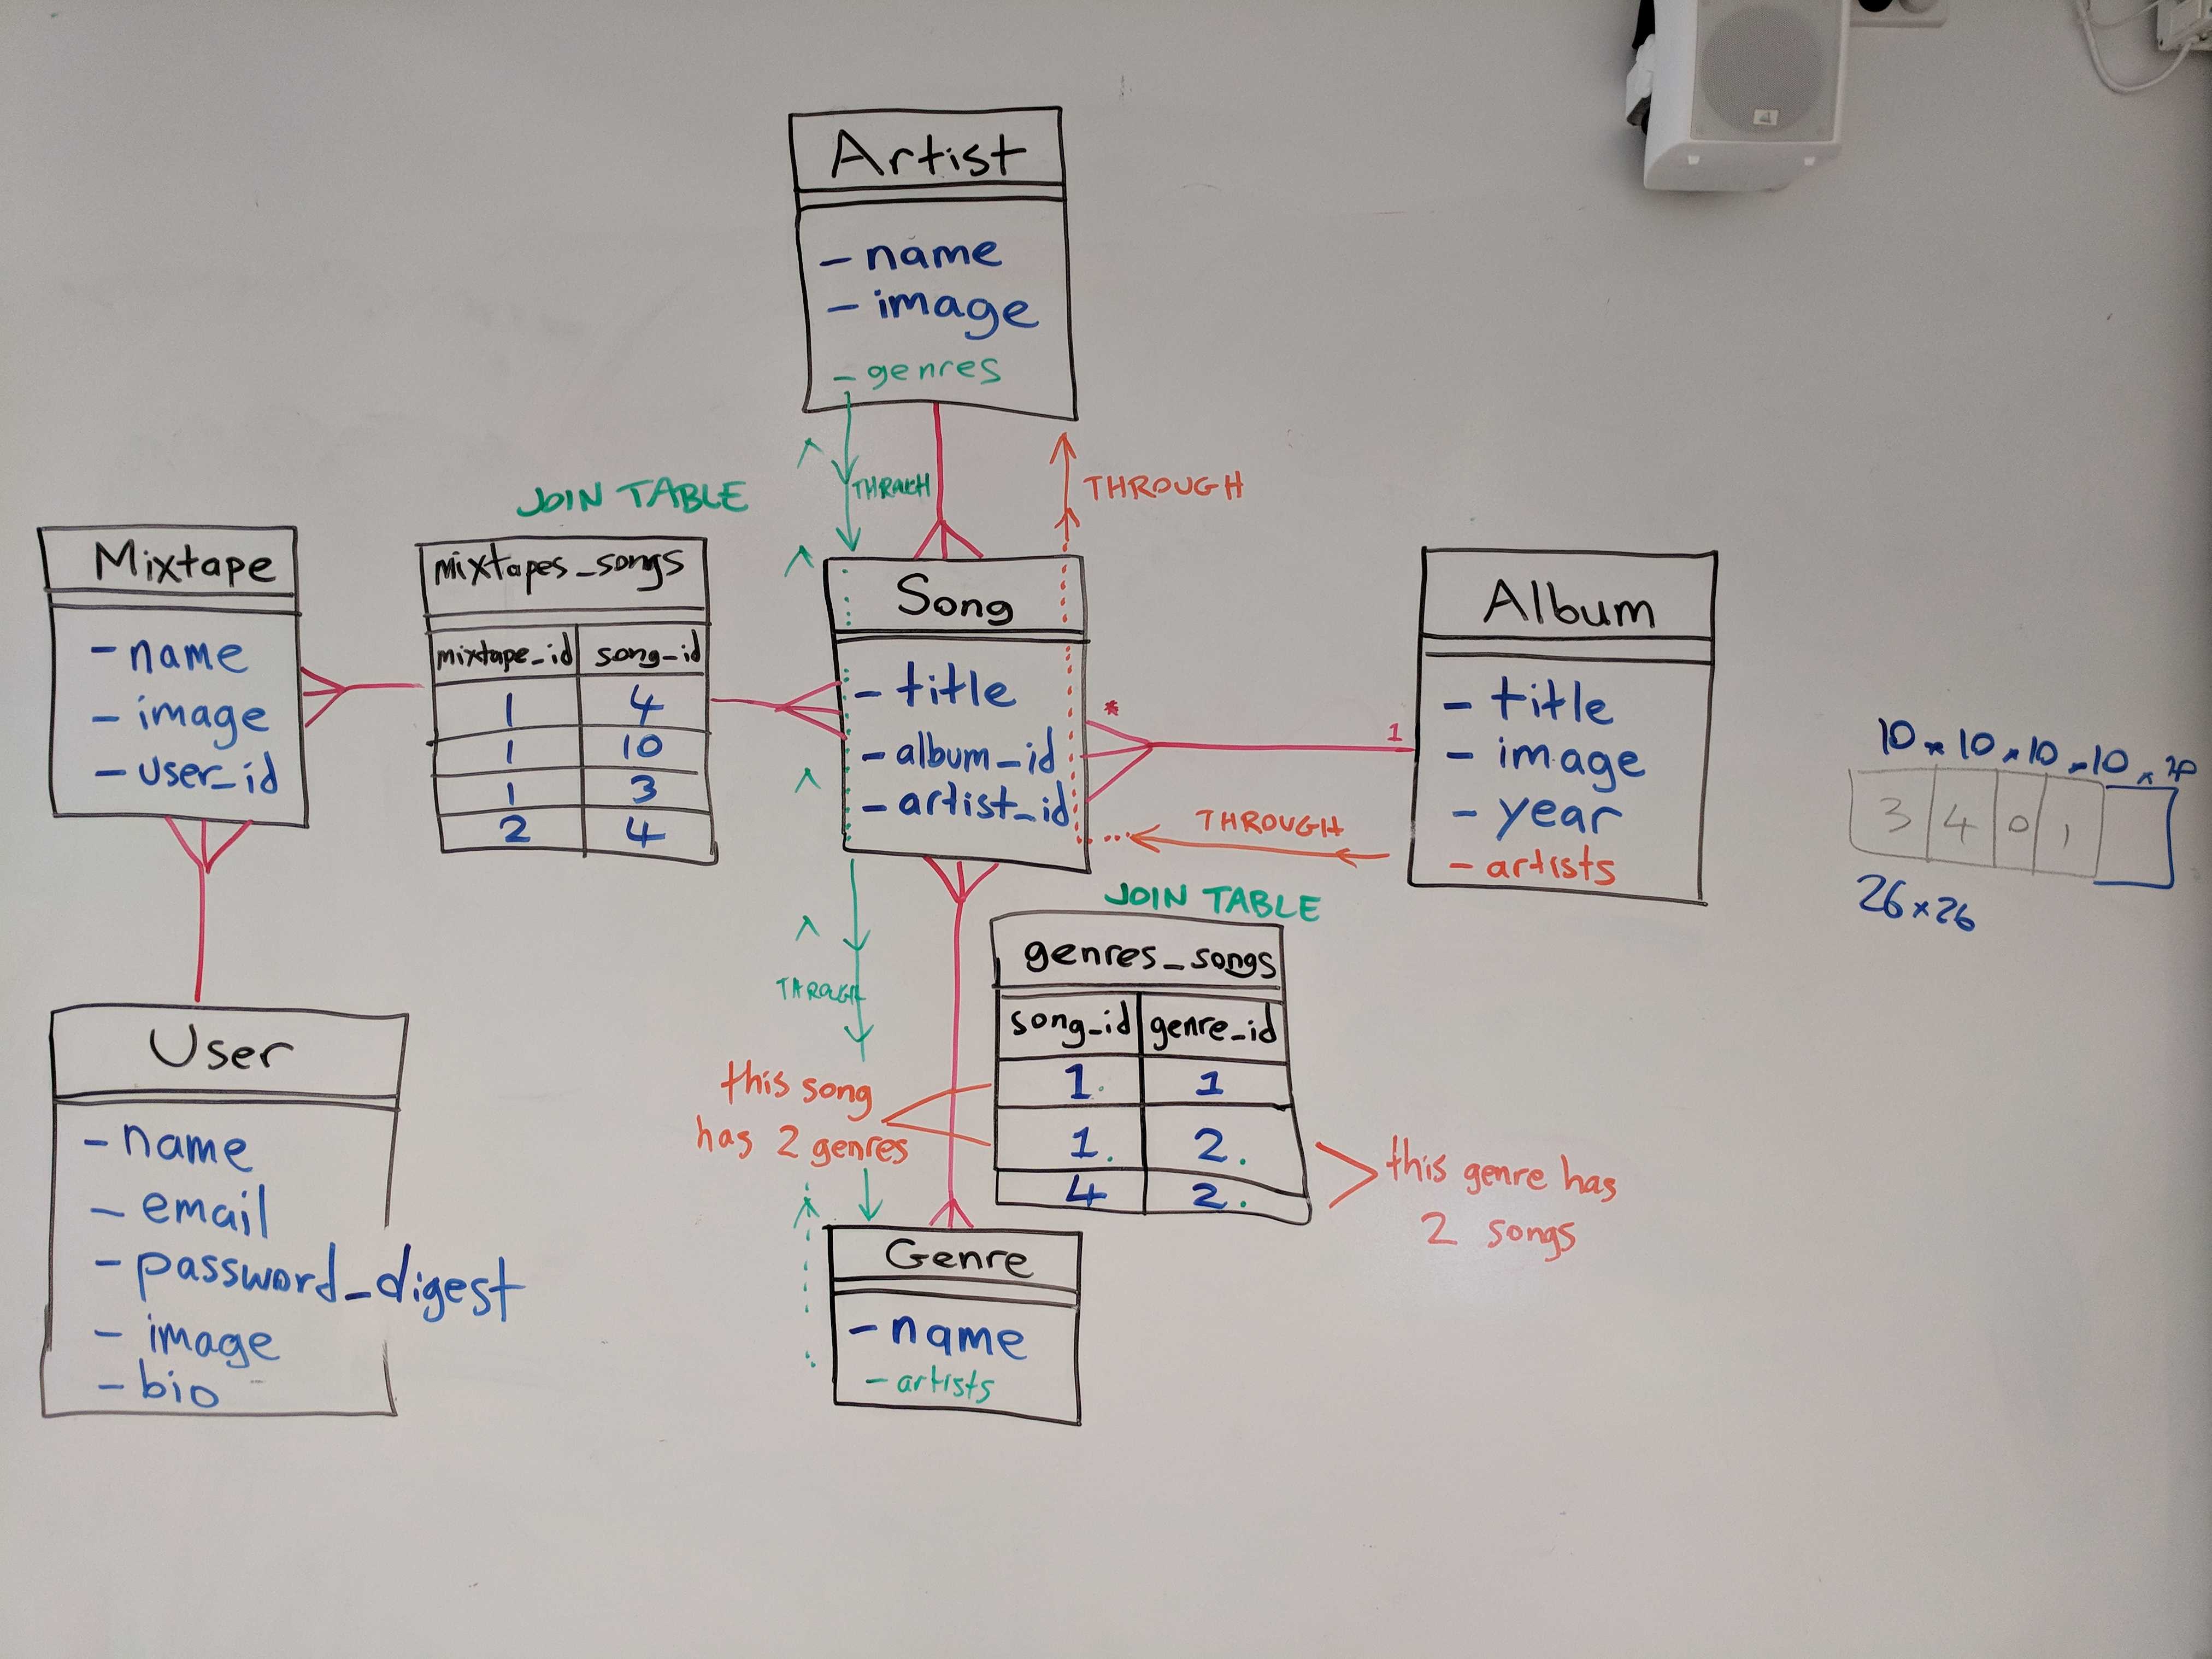 Artist
- name
- image
- genres
THROUGH
THROUGH
JOIN TABLE
Mixtape
- name
- image
- user_id
mixtapes_songs
mixtape_id song_id
1 4
1 10
1 3
2 4
Song
- title
- album_id
- artist_id
* 1
THROUGH
Album
- title
- image
- year
- artists
10 x 10 x 10 x 10 x
3 4 0 1
26 x 26
User
- name
- email
- password_digest
- image
- bio
THROUGH
JOIN TABLE
genres_songs
song_id genre_id
1. 1
1. 2.
4 2.
this song
has 2 genres
this genre has
2 songs
Genre
- name
- artists